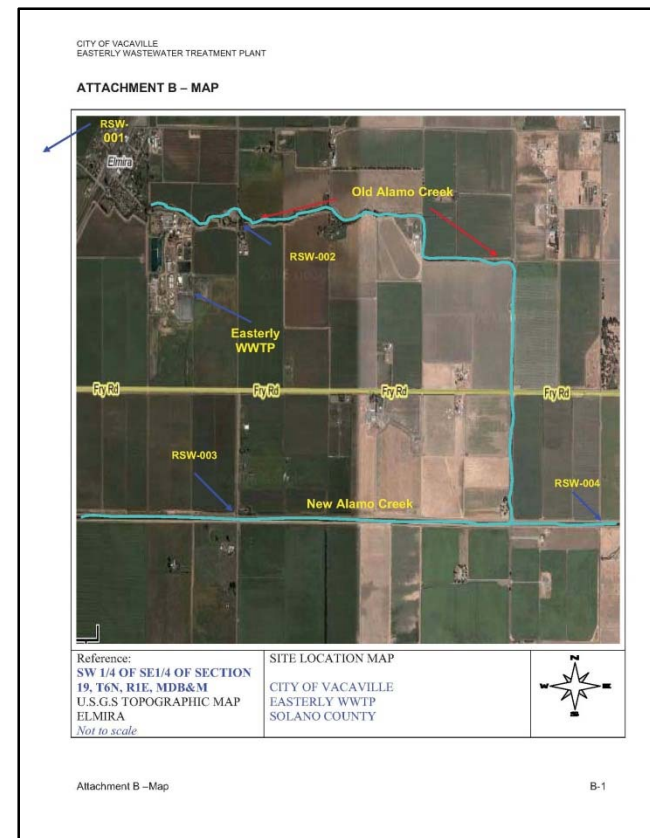 CITY OF VACAVILLE
EASTERLY WASTEWATER TREATMENT PLANT
ATTACHMENT B – MAP
RSW-
001
Elmira
Old Alamo Creek
RSW-002
Easterly
WWTP
Fry Rd
Fry Rd
Fry Rd
Fry Rd
RSW-003
New Alamo Creek
RSW-004
Reference:
SW 1/4 OF SE1/4 OF SECTION
19, T6N, R1E, MDB&M
U.S.G.S TOPOGRAPHIC MAP
ELMIRA
Not to scale
SITE LOCATION MAP
CITY OF VACAVILLE
EASTERLY WWTP
SOLANO COUNTY
N
W E
S
Attachment B –Map B-1